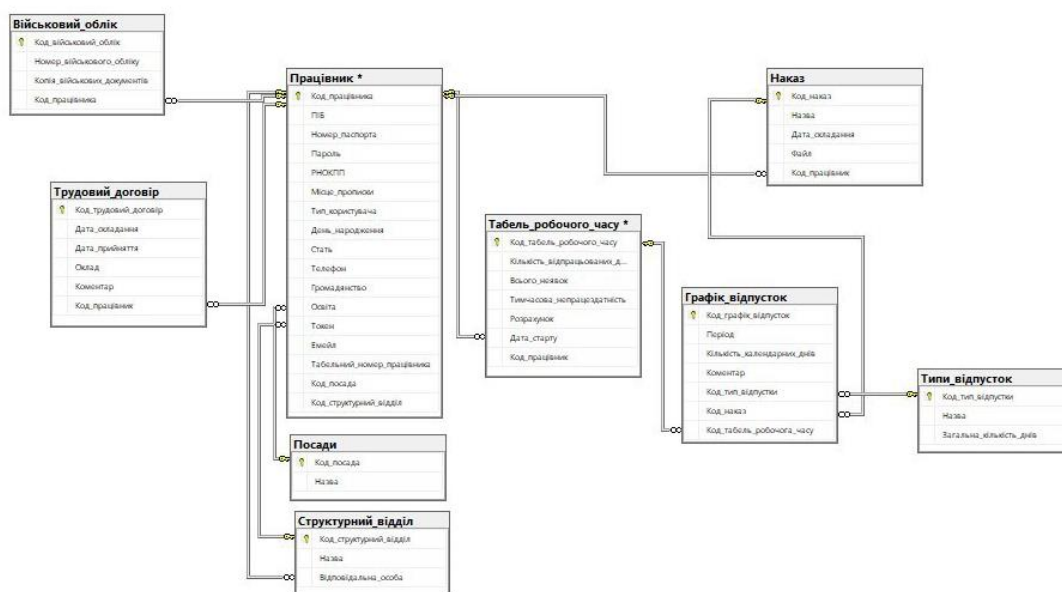 Військовий_облік
Код_військовий_облік
Номер_військового_обліку
Копія_військових_документів
Код_працівника
Трудовий_договір
Код_трудовий_договір
Дата_складання
Дата_прийняття
Оклад
Коментар
Код_працівник
Працівник *
Код_працівника
ПІБ
Номер_паспорта
Пароль
РНОКПП
Місце_прописки
Тип_користувача
День_народження
Стать
Телефон
Громадянство
Освіта
Токен
Емейл
Табельний_номер_працівника
Код_посада
Код_структурний_відділ
Посади
Код_посада
Назва
Структурний_відділ
Код_структурний_відділ
Назва
Відповідальна_особа
Табель_робочого_часу *
Код_табель_робочого_часу
Кількість_відпрацьованих_д...
Всього_неявок
Тимчасова_непрацездатність
Розрахунок
Дата_старту
Код_працівник
Наказ
Код_наказ
Назва
Дата_складання
Файл
Код_працівник
Графік_відпусток
Код_графік_відпусток
Період
Кількість_календарних_днів
Коментар
Код_тип_відпустки
Код_наказ
Код_табель_робочога_часу
Типи_відпусток
Код_тип_відпустки
Назва
Загальна_кількість_днів